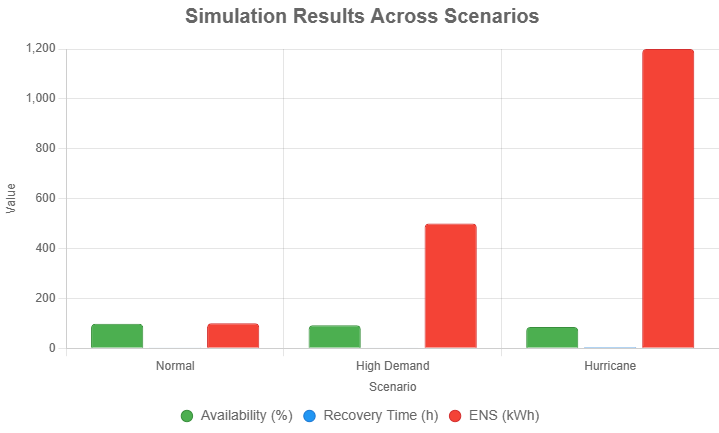 Simulation Results Across Scenarios
1,200
1,000
800
600
400
200
0
Value
Normal
High Demand
Hurricane
Scenario
Availability (%)
Recovery Time (h)
ENS (kWh)